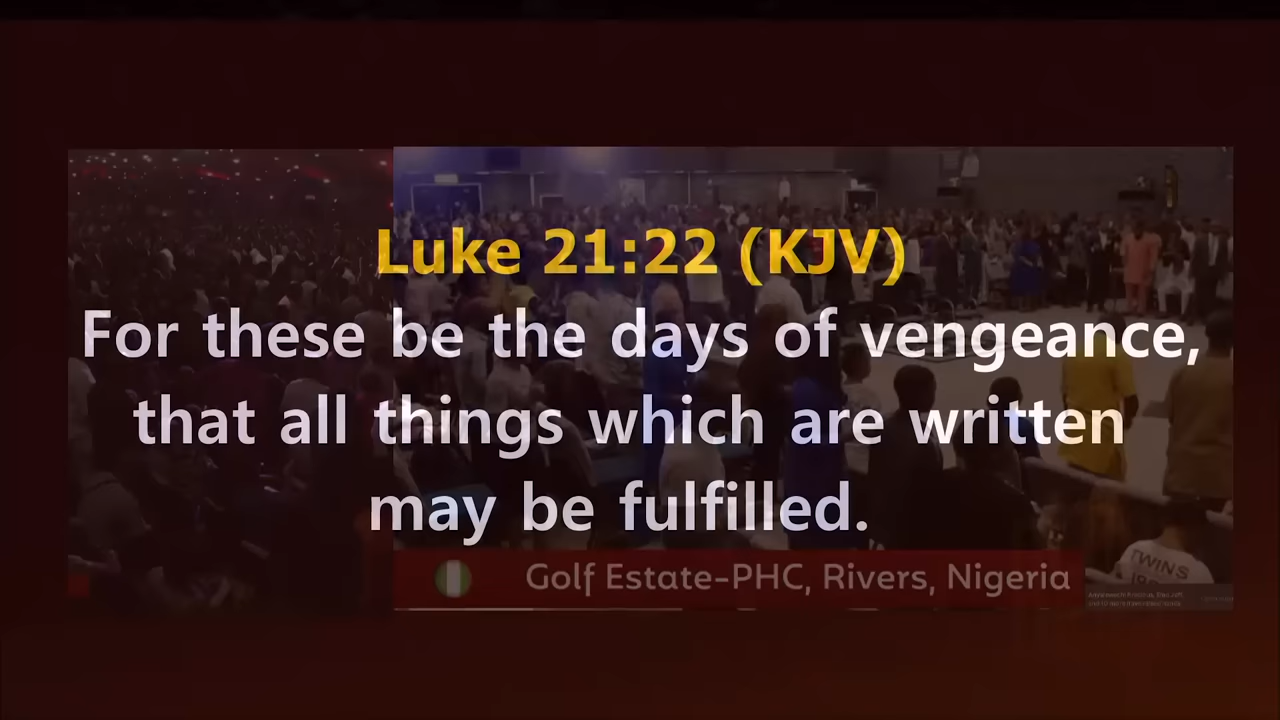 Luke 21:22 (KJV)
For these be the days of vengeance,
that all things which are written
may be fulfilled.
Golf Estate-PHC, Rivers, Nigeria
TWINS